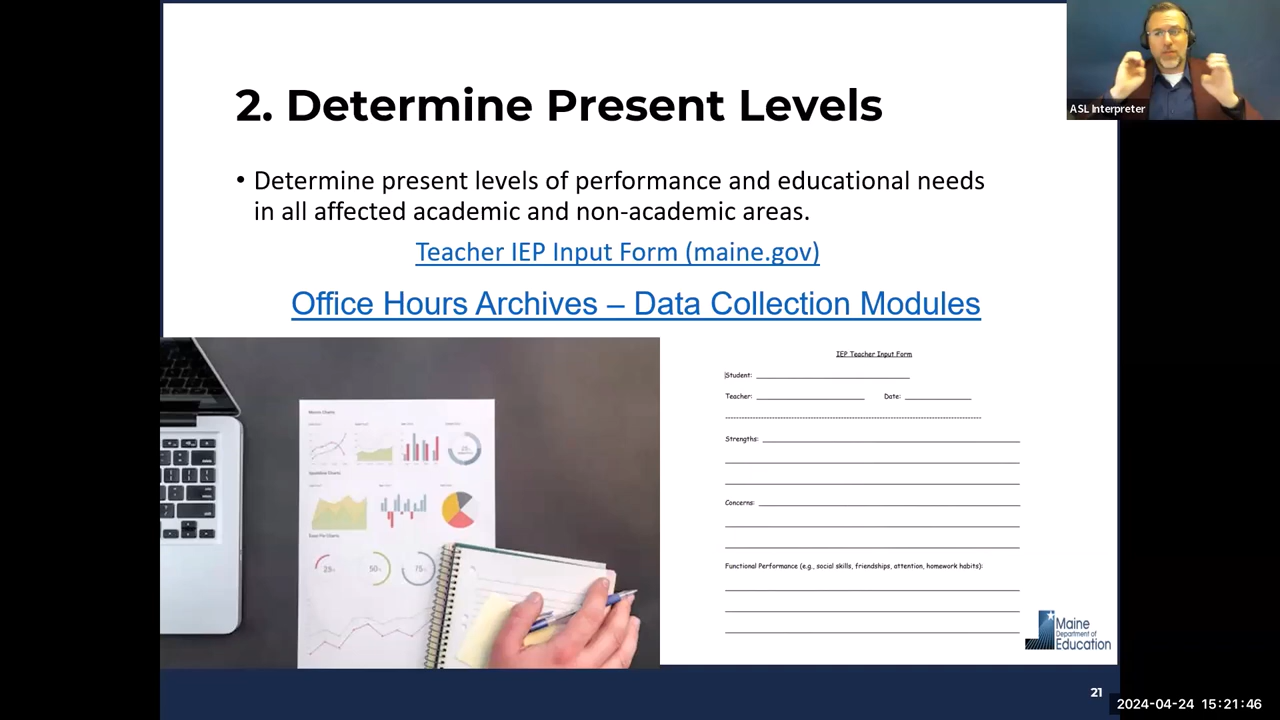 2. Determine Present Levels
• Determine present levels of performance and educational needs
in all affected academic and non-academic areas.
Teacher IEP Input Form (maine.gov)
Office Hours Archives – Data Collection Modules
ASL Interpreter
25%
50%
75%
IEP Teacher Input Form
Student:
Teacher: Date:
Strengths:
Concerns:
Functional Performance (e.g., social skills, friendships, attention, homework habits):
Maine
Department of
Education
21
2024-04-24 15:21:46